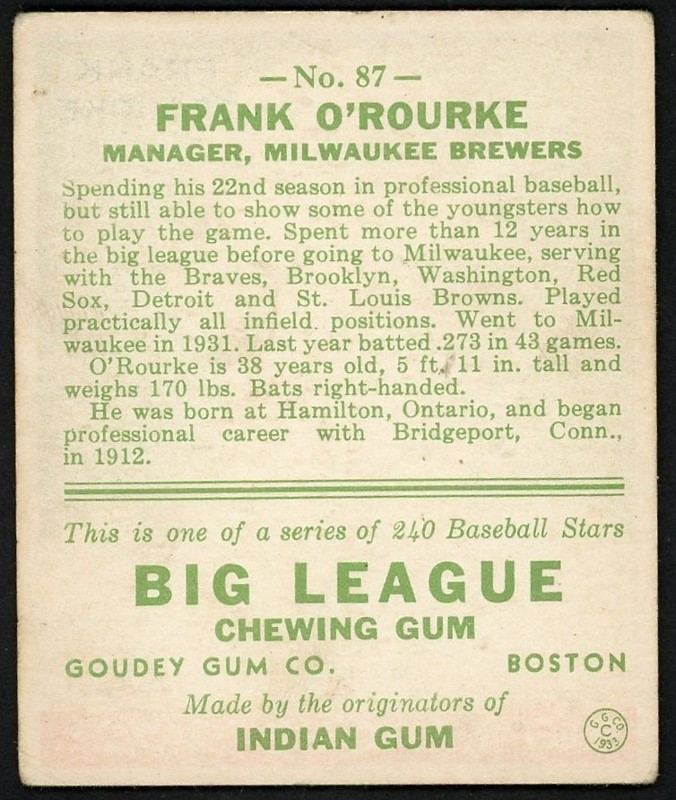 — No. 87 —
FRANK O'ROURKE
MANAGER, MILWAUKEE BREWERS
Spending his 22nd season in professional baseball,
but still able to show some of the youngsters how
to play the game. Spent more than 12 years in
the big league before going to Milwaukee, serving
with the Braves, Brooklyn, Washington, Red
Sox, Detroit and St. Louis Browns. Played
practically all infield positions. Went to Mil-
waukee in 1931. Last year batted .273 in 43 games.
O'Rourke is 38 years old, 5 ft. 11 in. tall and
weighs 170 lbs. Bats right-handed.
He was born at Hamilton, Ontario, and began
professional career with Bridgeport, Conn.,
in 1912.
This is one of a series of 240 Baseball Stars
BIG LEAGUE
CHEWING GUM
GOUDEY GUM CO. BOSTON
Made by the originators of
INDIAN GUM
G. G. CO.
C
1933